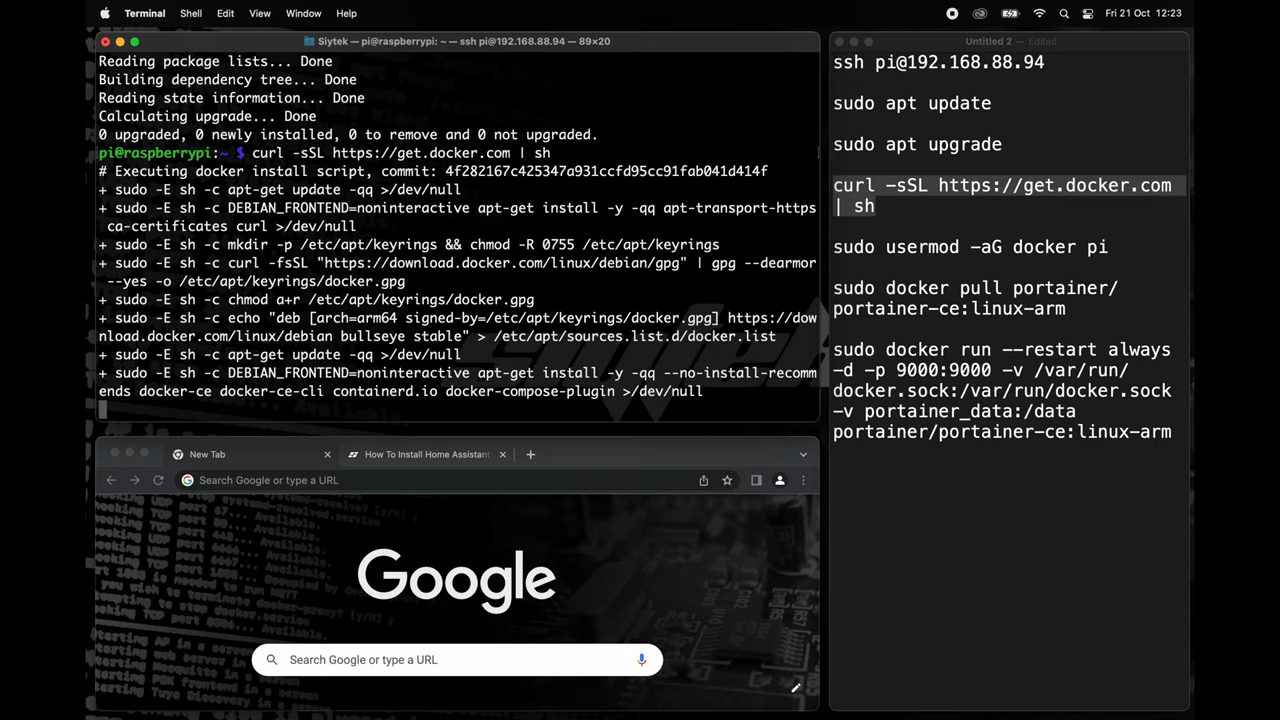 Terminal Shell Edit View Window Help
Fri 21 Oct 12:23
Siytek — pi@raspberrypi: ~ — ssh pi@192.168.88.94 — 89×20
Reading package lists... Done
Building dependency tree... Done
Reading state information... Done
Calculating upgrade... Done
0 upgraded, 0 newly installed, 0 to remove and 0 not upgraded.
pi@raspberrypi:~ $ curl -sSL https://get.docker.com | sh
# Executing docker install script, commit: 4f282167c425347a931ccfd95cc91fab0d4d414f
+ sudo -E sh -c apt-get update -qq >/dev/null
+ sudo -E sh -c DEBIAN_FRONTEND=noninteractive apt-get install -y -qq apt-transport-https
ca-certificates curl >/dev/null
+ sudo -E sh -c mkdir -p /etc/apt/keyrings && chmod -R 0755 /etc/apt/keyrings
+ sudo -E sh -c curl -fsSL "https://download.docker.com/linux/debian/gpg" | gpg --dearmor
--yes -o /etc/apt/keyrings/docker.gpg
+ sudo -E sh -c chmod a+r /etc/apt/keyrings/docker.gpg
+ sudo -E sh -c echo "deb [arch=arm64 signed-by=/etc/apt/keyrings/docker.gpg] https://dow
nload.docker.com/linux/debian bullseye stable" > /etc/apt/sources.list.d/docker.list
+ sudo -E sh -c apt-get update -qq >/dev/null
+ sudo -E sh -c DEBIAN_FRONTEND=noninteractive apt-get install -y -qq --no-install-recomm
ends docker-ce docker-ce-cli containerd.io docker-compose-plugin >/dev/null
New Tab
How To Install Home Assistant
Search Google or type a URL
Google
Search Google or type a URL
Untitled 2 — Edited
ssh pi@192.168.88.94
sudo apt update
sudo apt upgrade
curl -sSL https://get.docker.com
| sh
sudo usermod -aG docker pi
sudo docker pull portainer/
portainer-ce:linux-arm
sudo docker run --restart always
-d -p 9000:9000 -v /var/run/
docker.sock:/var/run/docker.sock
-v portainer_data:/data
portainer/portainer-ce:linux-arm